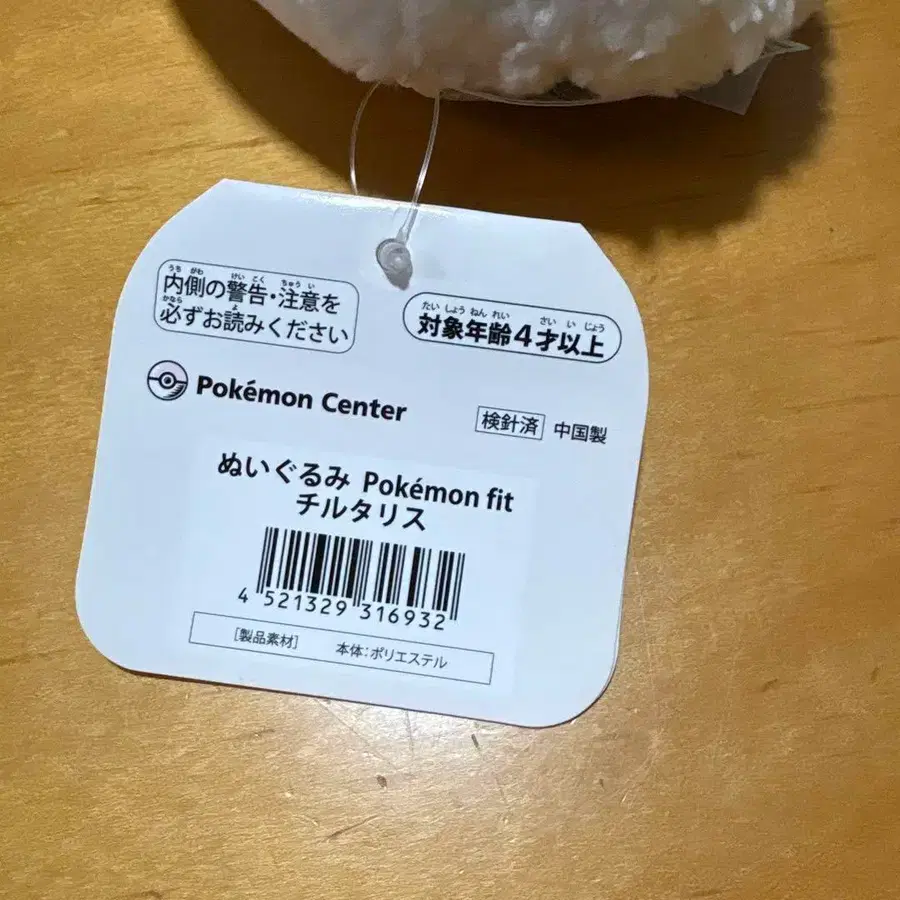 内側の警告・注意を
必ずお読みください
対象年齢4才以上
Pokémon Center
検針済 中国製
ぬいぐるみ Pokémon fit
チルタリス
4 521329 316932
[製品素材] 本体:ポリエステル